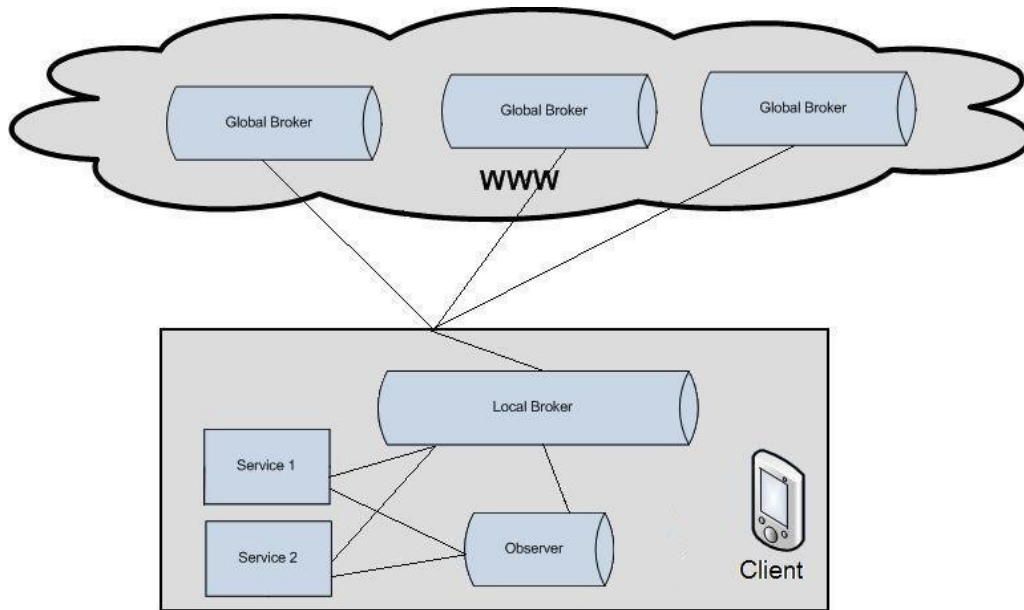 Global Broker
Global Broker
Global Broker
WWW
Local Broker
Service 1
Service 2
Observer
Client